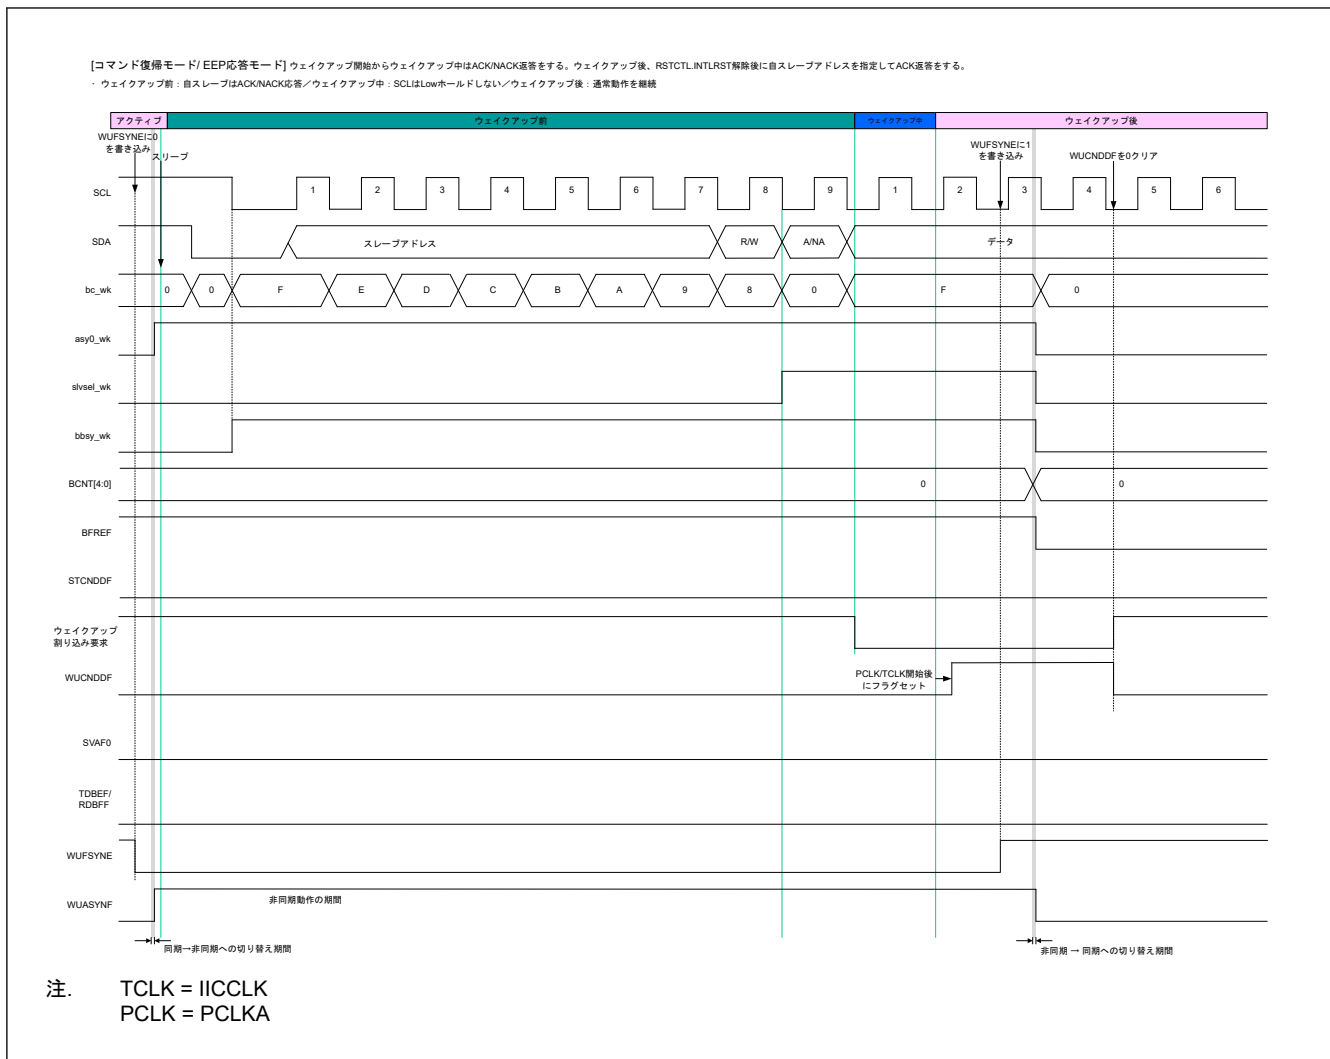 [コマンド復帰モード/ EEP応答モード] ウェイクアップ開始からウェイクアップ中はACK/NACK返答をする。ウェイクアップ後、RSTCTL.INTLRST解除後に自スレーブアドレスを指定してACK返答をする。
・ ウェイクアップ前：自スレーブはACK/NACK応答／ウェイクアップ中：SCLはLowホールドしない／ウェイクアップ後：通常動作を継続
アクティブ ウェイクアップ前 ウェイクアップ中 ウェイクアップ後
WUFSYNEに0
を書き込み
スリープ
WUFSYNEに1
を書き込み
WUCNDDFを0クリア
SCL 1 2 3 4 5 6 7 8 9 1 2 3 4 5 6
SDA スレーブアドレス R/W A/NA データ
bc_wk 0 0 F E D C B A 9 8 0 F 0
asy0_wk
slvsel_wk
bbsy_wk
BCNT[4:0] 0 0
BFREF
STCNDDF
ウェイクアップ
割り込み要求
WUCNDDF
PCLK/TCLK開始後
にフラグセット
SVAF0
TDBEF/
RDBFF
WUFSYNE
WUASYNF 非同期動作の期間
同期→非同期への切り替え期間
非同期 → 同期への切り替え期間
注. TCLK = IICCLK
PCLK = PCLKA